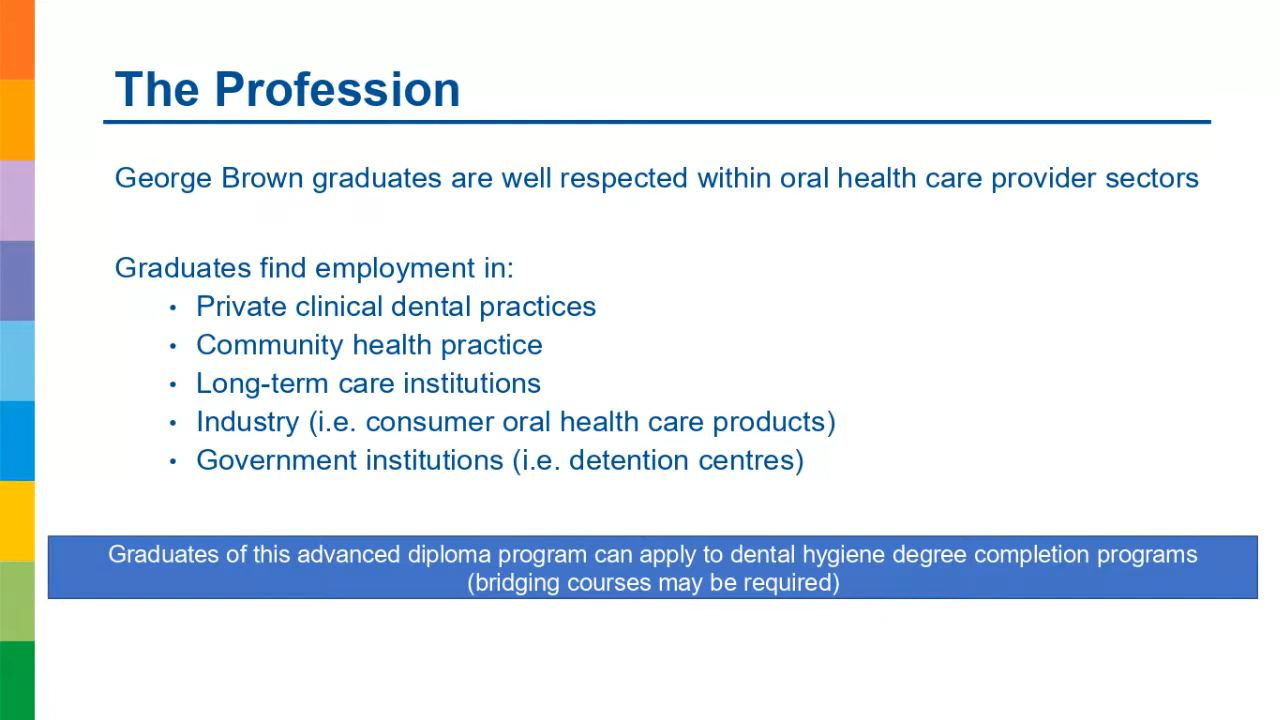 The Profession
George Brown graduates are well respected within oral health care provider sectors
Graduates find employment in:
• Private clinical dental practices
• Community health practice
• Long-term care institutions
• Industry (i.e. consumer oral health care products)
• Government institutions (i.e. detention centres)
Graduates of this advanced diploma program can apply to dental hygiene degree completion programs
(bridging courses may be required)